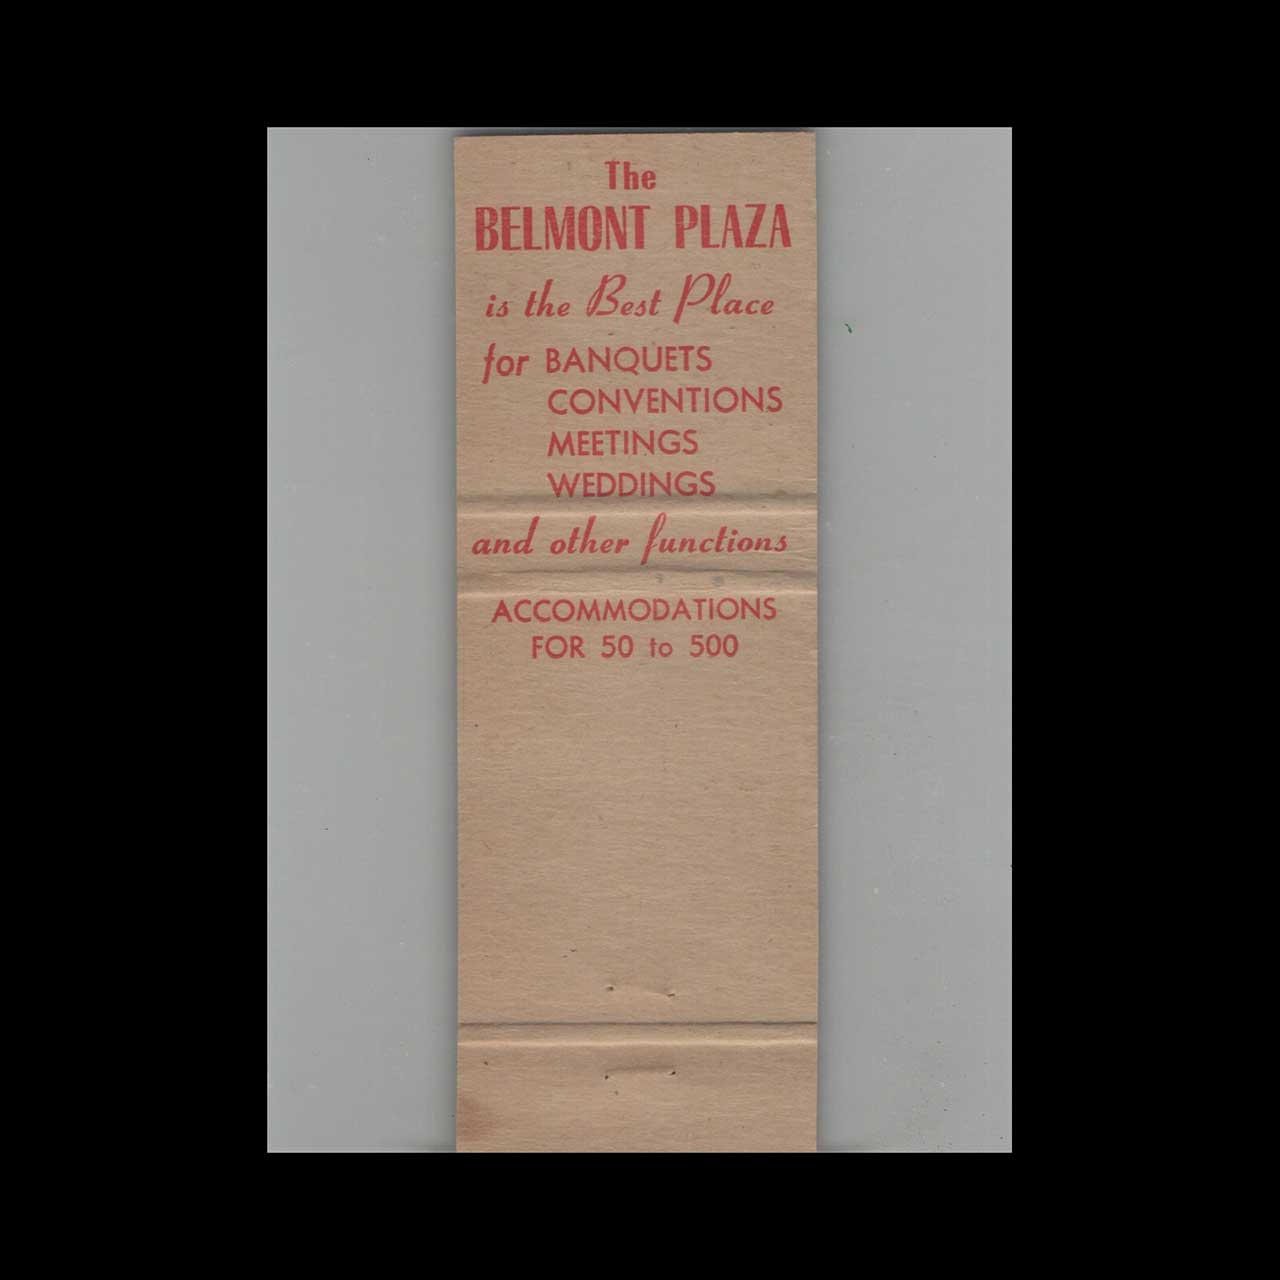 The
BELMONT PLAZA
is the Best Place
for BANQUETS
CONVENTIONS
MEETINGS
WEDDINGS
and other functions
ACCOMMODATIONS
FOR 50 to 500